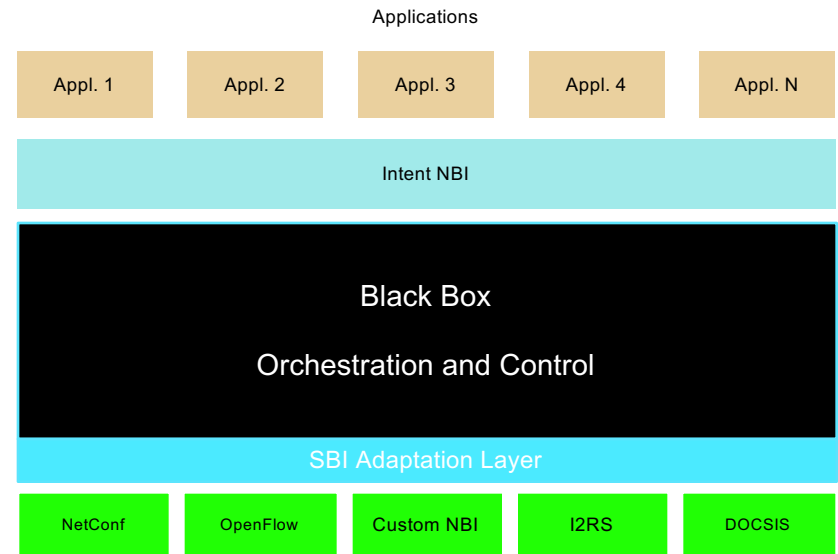 Applications
Appl. 1
Appl. 2
Appl. 3
Appl. 4
Appl. N
Intent NBI
Black Box
Orchestration and Control
SBI Adaptation Layer
NetConf
OpenFlow
Custom NBI
I2RS
DOCSIS